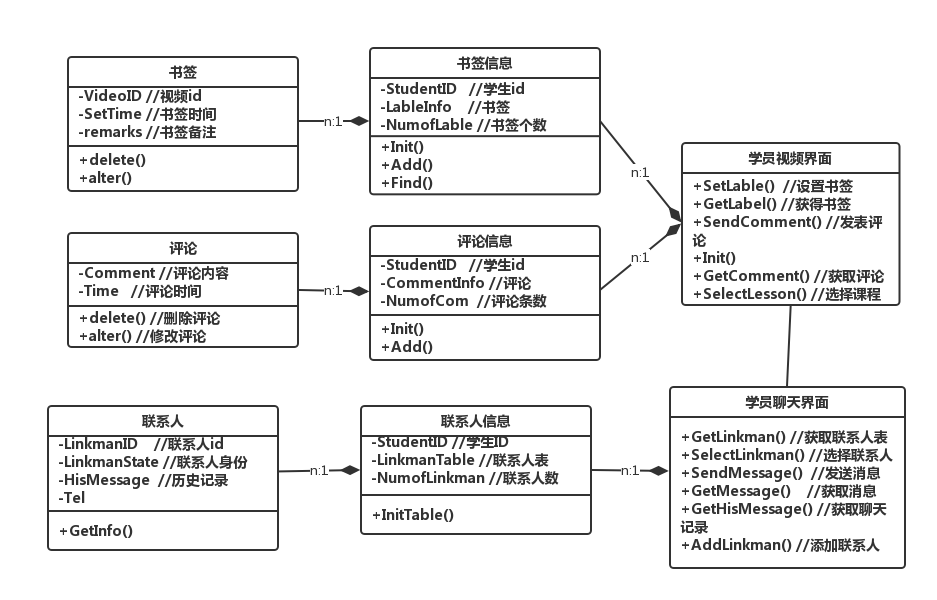 书签
-VideoID //视频id
-SetTime //书签时间
-remarks //书签备注
+delete()
+alter()
n:1
书签信息
-StudentID //学生id
-LableInfo //书签
-NumofLable //书签个数
+Init()
+Add()
+Find()
n:1
学员视频界面
+SetLable() //设置书签
+GetLabel() //获得书签
+SendComment() //发表评
论
+Init()
+GetComment() //获取评论
+SelectLesson() //选择课程
评论
-Comment //评论内容
-Time //评论时间
+delete() //删除评论
+alter() //修改评论
n:1
评论信息
-StudentID //学生id
-CommentInfo //评论
-NumofCom //评论条数
+Init()
+Add()
n:1
联系人
-LinkmanID //联系人id
-LinkmanState //联系人身份
-HisMessage //历史记录
-Tel
+GetInfo()
n:1
联系人信息
-StudentID //学生ID
-LinkmanTable //联系人表
-NumofLinkman //联系人数
+InitTable()
n:1
学员聊天界面
+GetLinkman() //获取联系人表
+SelectLinkman() //选择联系人
+SendMessage() //发送消息
+GetMessage() //获取消息
+GetHisMessage() //获取聊天
记录
+AddLinkman() //添加联系人